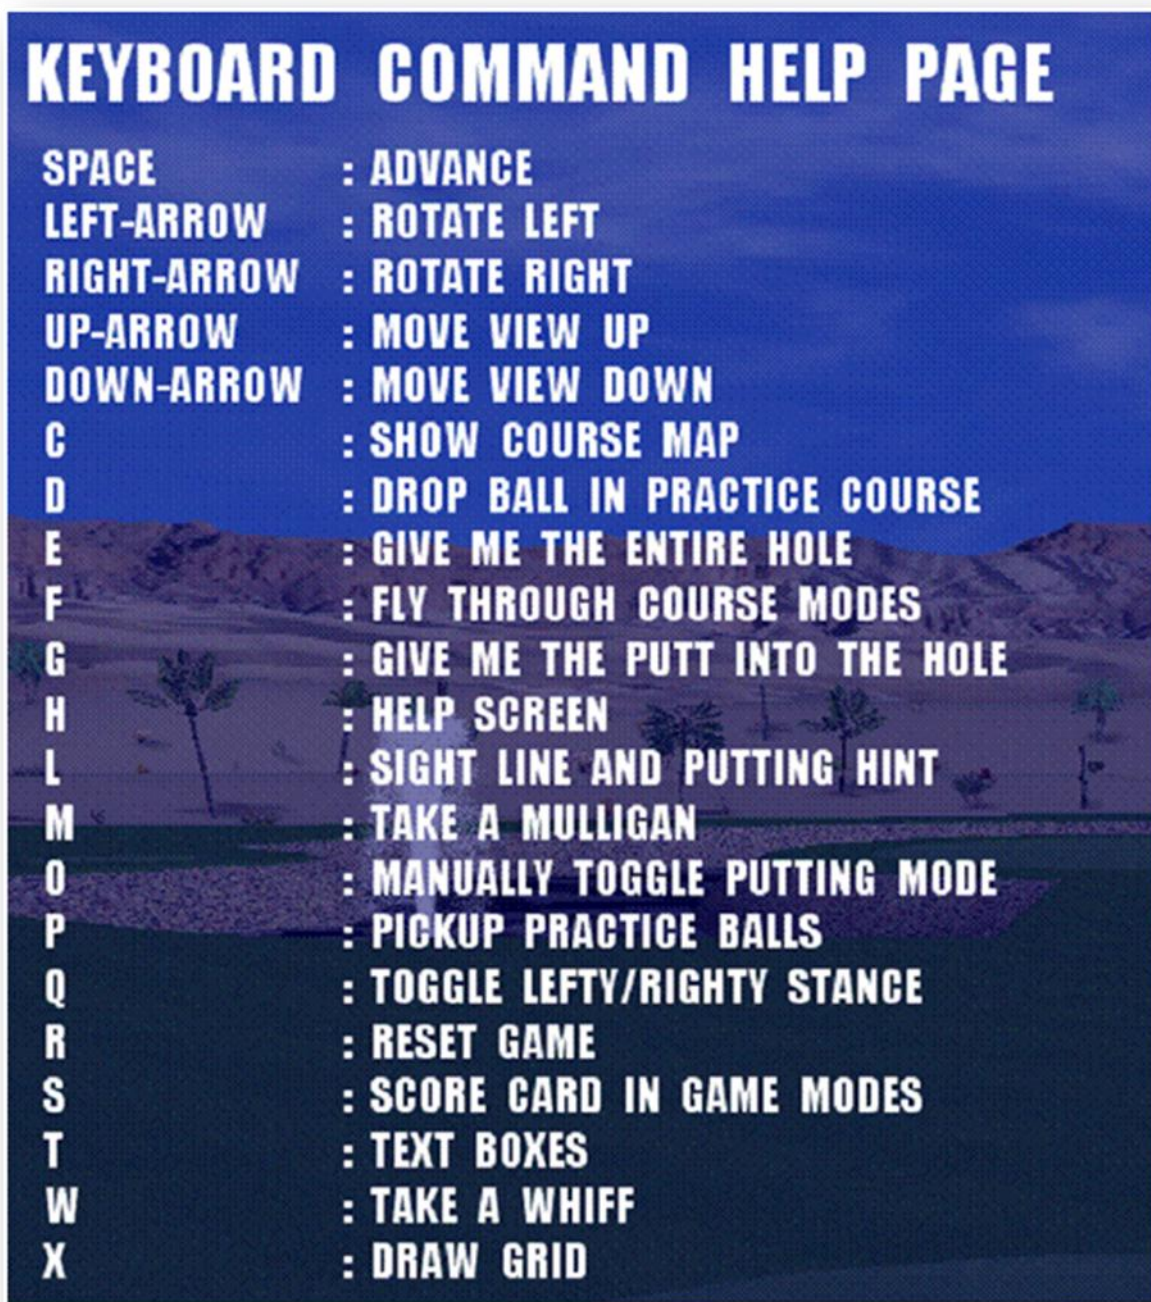 KEYBOARD COMMAND HELP PAGE
SPACE : ADVANCE
LEFT-ARROW : ROTATE LEFT
RIGHT-ARROW : ROTATE RIGHT
UP-ARROW : MOVE VIEW UP
DOWN-ARROW : MOVE VIEW DOWN
C : SHOW COURSE MAP
D : DROP BALL IN PRACTICE COURSE
E : GIVE ME THE ENTIRE HOLE
F : FLY THROUGH COURSE MODES
G : GIVE ME THE PUTT INTO THE HOLE
H : HELP SCREEN
L : SIGHT LINE AND PUTTING HINT
M : TAKE A MULLIGAN
O : MANUALLY TOGGLE PUTTING MODE
P : PICKUP PRACTICE BALLS
Q : TOGGLE LEFTY/RIGHTY STANCE
R : RESET GAME
S : SCORE CARD IN GAME MODES
T : TEXT BOXES
W : TAKE A WHIFF
X : DRAW GRID